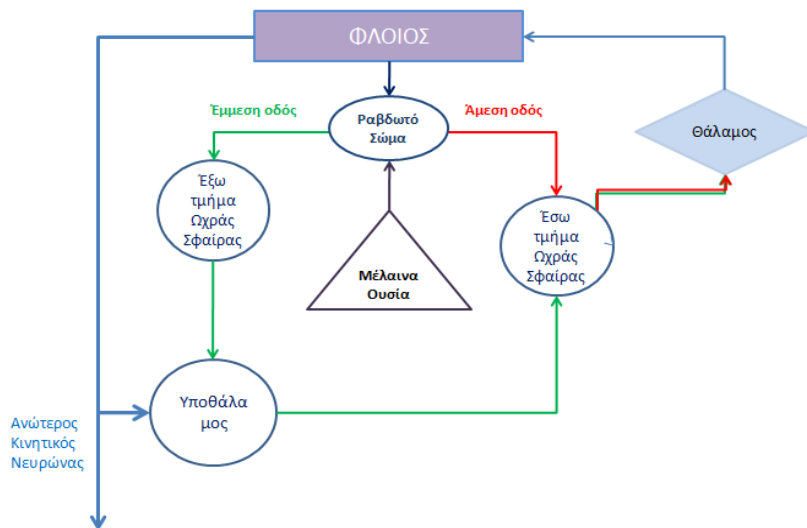 ΦΛΟΙΟΣ
Έμμεση οδός
Ραβδωτό
Σώμα
Άμεση οδός
Θάλαμος
Έξω
τμήμα
Ωχράς
Σφαίρας
Έσω
τμήμα
Ωχράς
Σφαίρας
Μέλαινα
Ουσία
Υποθάλα
μος
Ανώτερος
Κινητικός
Νευρώνας